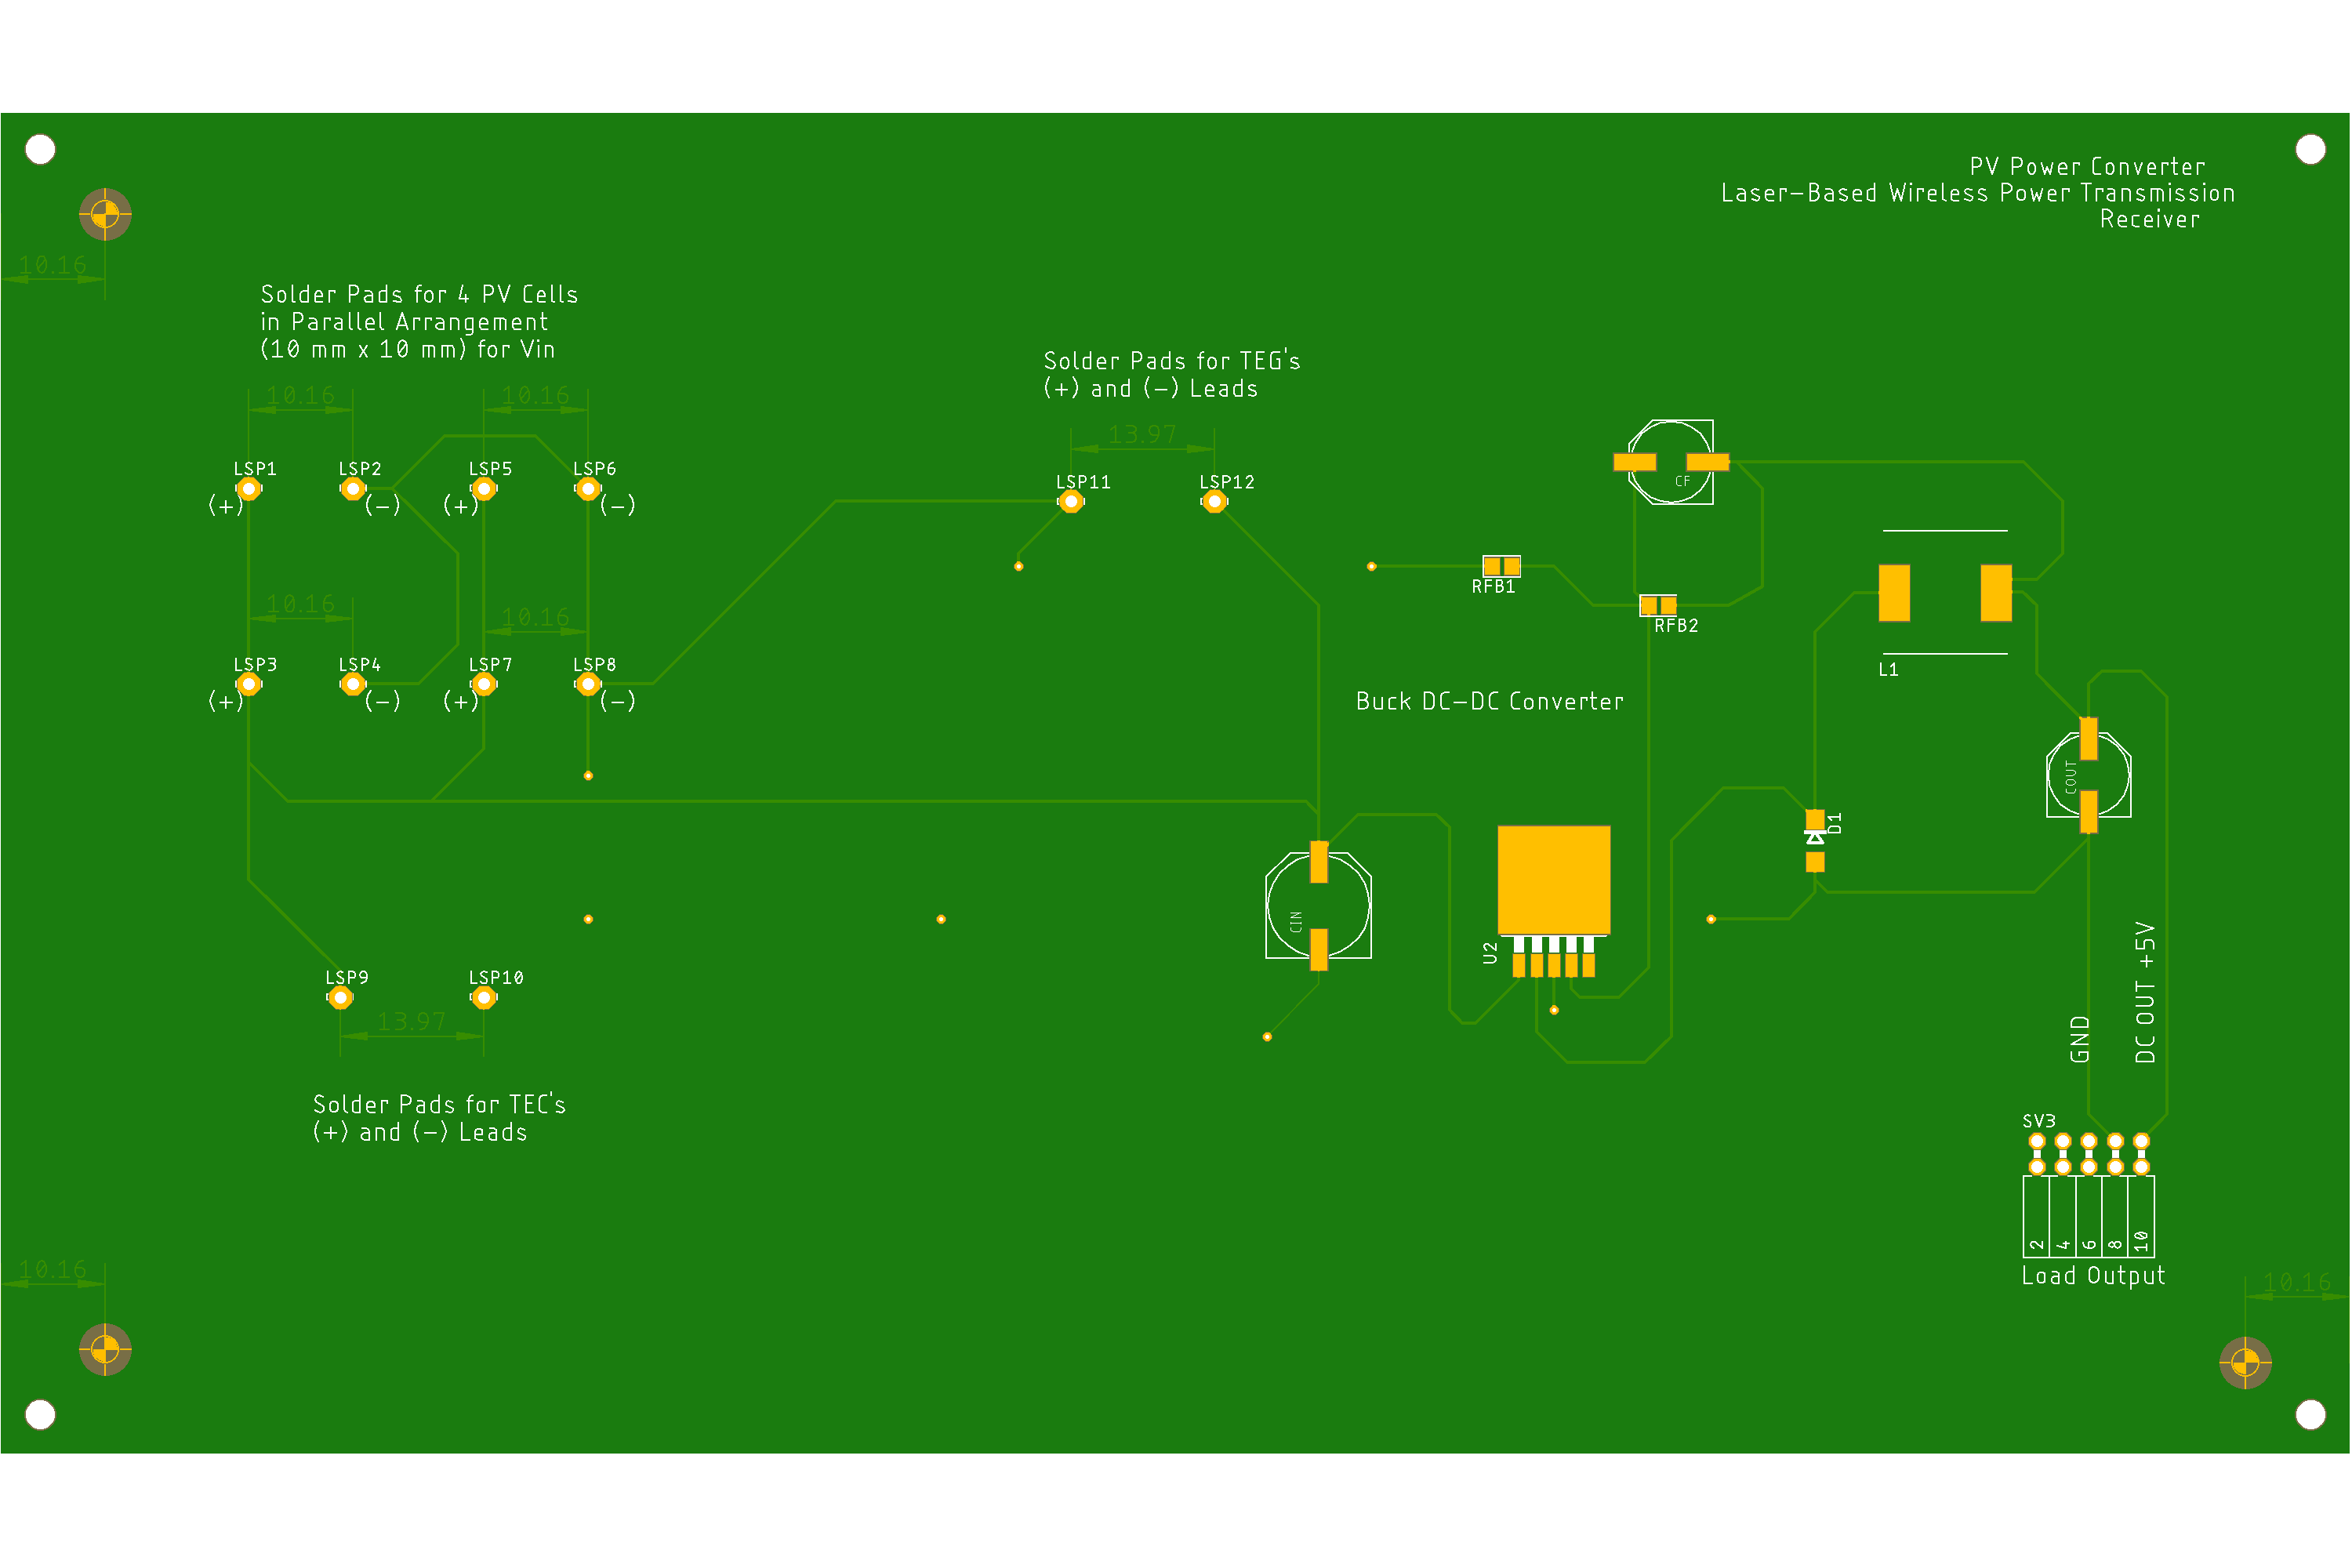 PV Power Converter
Laser-Based Wireless Power Transmission
Receiver
10.16
Solder Pads for 4 PV Cells
in Parallel Arrangement
(10 mm x 10 mm) for Vin
Solder Pads for TEG's
(+) and (-) Leads
10.16
10.16
13.97
LSP1
LSP2
LSP5
LSP6
LSP11
LSP12
CF
(+)
(-)
(+)
(-)
RFB1
10.16
10.16
RFB2
LSP3
LSP4
LSP7
LSP8
L1
(+)
(-)
(+)
(-)
Buck DC-DC Converter
COUT
D1
CIN
U2
LSP9
LSP10
13.97
GND
DC OUT +5V
Solder Pads for TEC's
(+) and (-) Leads
SV3
2
4
6
8
10
Load Output
10.16
10.16